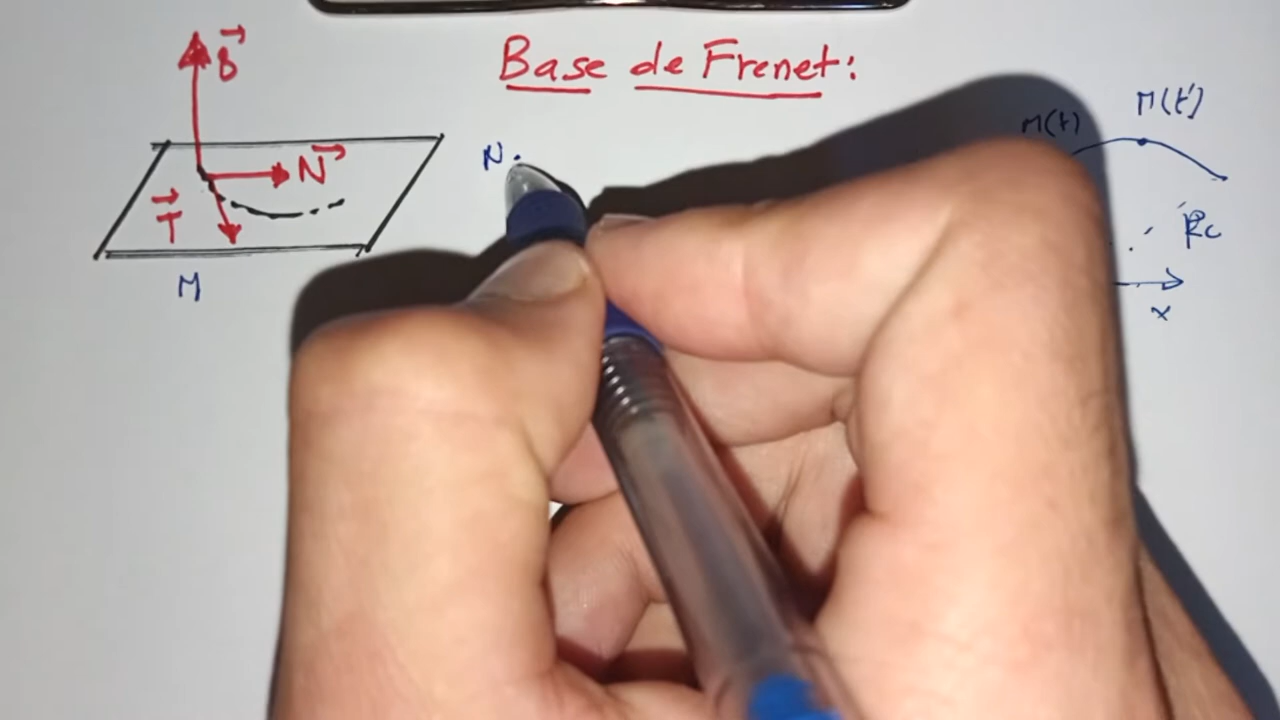 Base de Frenet:
B⃗
N⃗
T⃗
M
N.
M(t)
M(t')
Rc
x